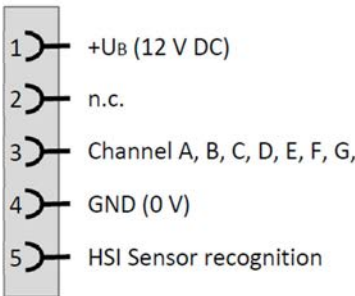 1 +UB (12 V DC)
2 n.c.
3 Channel A, B, C, D, E, F, G,
4 GND (0 V)
5 HSI Sensor recognition